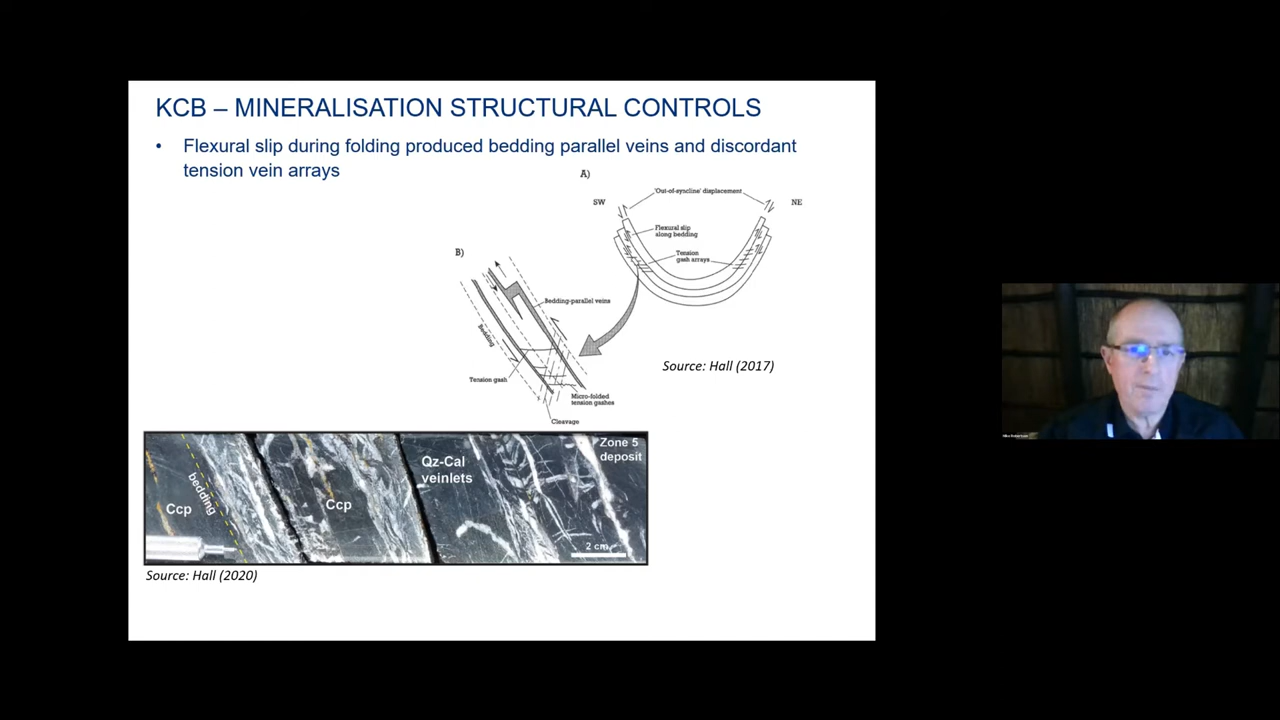 KCB – MINERALISATION STRUCTURAL CONTROLS
• Flexural slip during folding produced bedding parallel veins and discordant
tension vein arrays
A)
'Out-of-syncline' displacement
SW
NE
Flexural slip
along bedding
Tension
gash arrays
B)
Bedding-parallel veins
Bedding
Tension gash
Micro-folded
tension gashes
Cleavage
Source: Hall (2017)
Zone 5
deposit
Qz-Cal
veinlets
bedding
Ccp
Ccp
2 cm
Source: Hall (2020)